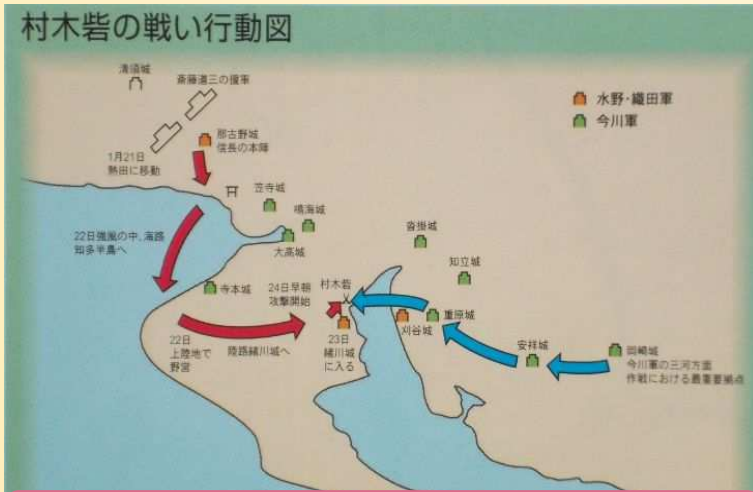 村木砦の戦い行動図
清須城
斎藤道三の援軍
水野・織田軍
今川軍
那古野城
信長の本陣
1月21日
熱田に移動
笠寺城
鳴海城
大高城
沓掛城
知立城
22日強風の中、海路
知多半島へ
寺本城
24日早朝
攻撃開始
村木砦
重原城
刈谷城
安祥城
岡崎城
今川軍の三河方面
作戦における最重要拠点
22日
上陸地で
野営
陸路緒川城へ
23日
緒川城
に入る